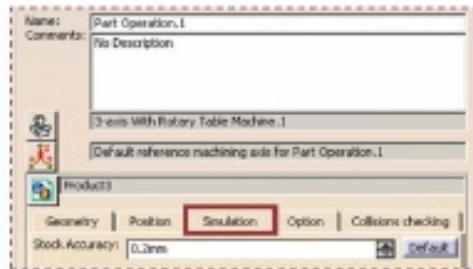 Name: Part Operation.1
Comments: No Description
3-axis With Rotary Table Machine.1
Default reference machining axis for Part Operation.1
Product3
Geometry Position Simulation Option Collisions checking
Stock Accuracy: 0.2mm Default